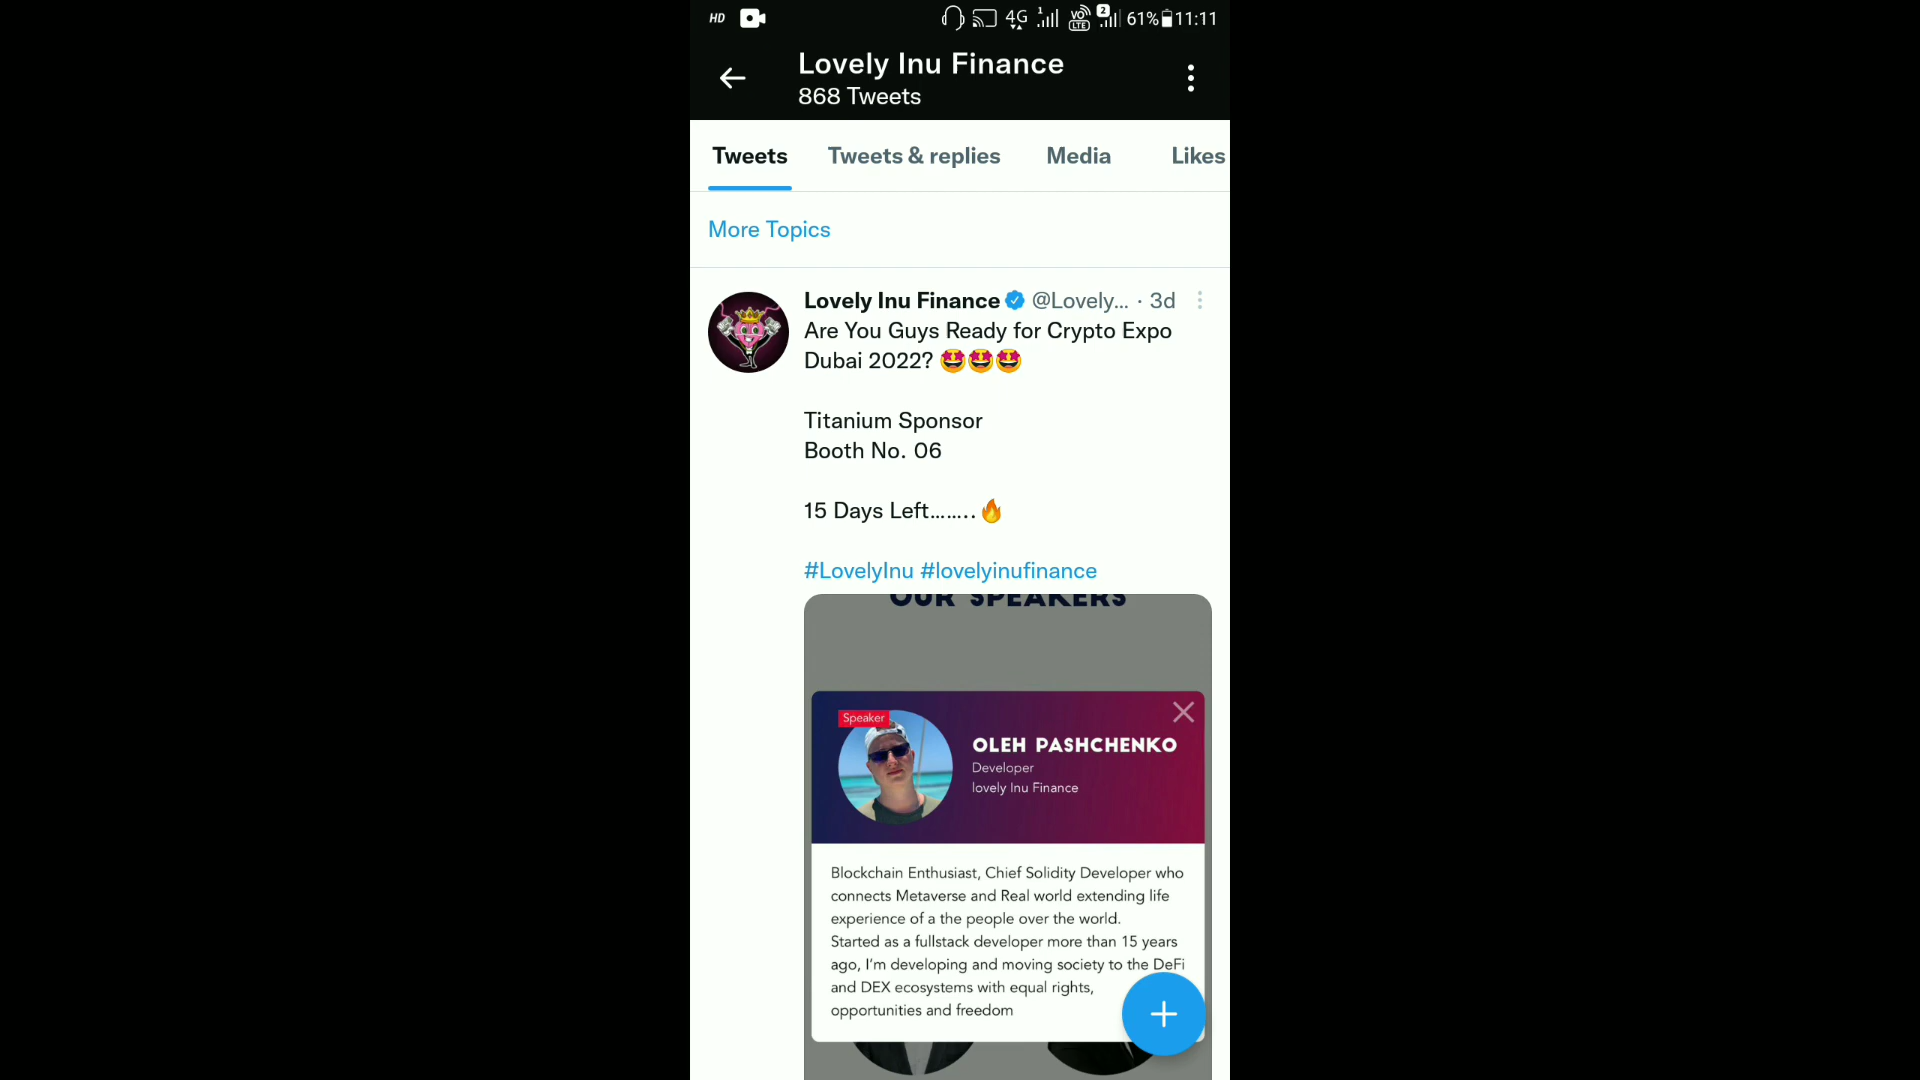 HD 4G 1 VO LTE 2 61% 11:11
Lovely Inu Finance
868 Tweets
Tweets Tweets & replies Media Likes
More Topics
Lovely Inu Finance @Lovely... · 3d
Are You Guys Ready for Crypto Expo
Dubai 2022? 🤩🤩🤩
Titanium Sponsor
Booth No. 06
15 Days Left........🔥
#LovelyInu #lovelyinufinance
OUR SPEAKERS
Speaker
OLEH PASHCHENKO
Developer
lovely Inu Finance
Blockchain Enthusiast, Chief Solidity Developer who
connects Metaverse and Real world extending life
experience of a the people over the world.
Started as a fullstack developer more than 15 years
ago, I'm developing and moving society to the DeFi
and DEX ecosystems with equal rights,
opportunities and freedom